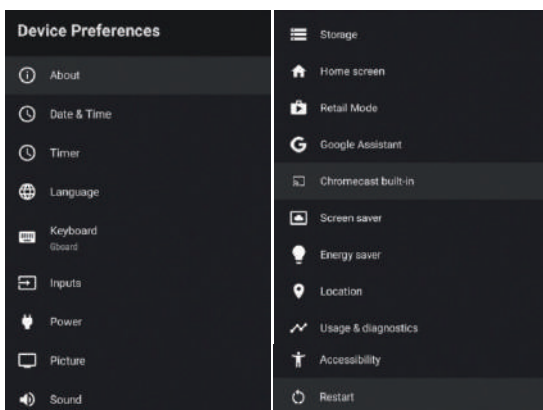 Device Preferences
About
Date & Time
Timer
Language
Keyboard
Gboard
Inputs
Power
Picture
Sound
Storage
Home screen
Retail Mode
Google Assistant
Chromecast built-in
Screen saver
Energy saver
Location
Usage & diagnostics
Accessibility
Restart